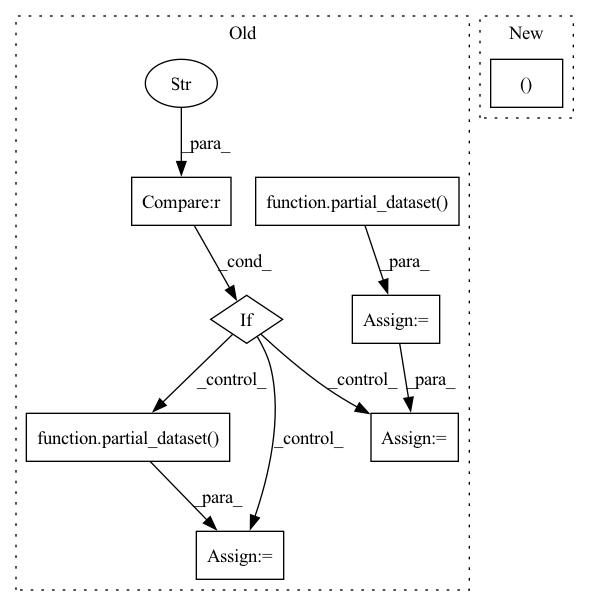 Old
New
Str
()
_para_
Compare:r
function.partial_dataset()
_cond_
_para_
If
Assign:=
_control_
_control_
_para_
function.partial_dataset()
_control_
Assign:=
_para_
Assign:=